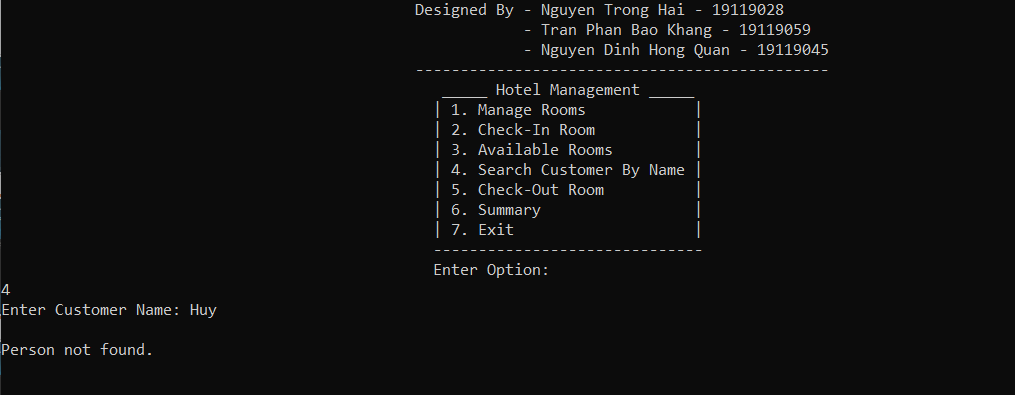 Designed By - Nguyen Trong Hai - 19119028
- Tran Phan Bao Khang - 19119059
- Nguyen Dinh Hong Quan - 19119045
----------------------------------------------
_____ Hotel Management _____
| 1. Manage Rooms |
| 2. Check-In Room |
| 3. Available Rooms |
| 4. Search Customer By Name |
| 5. Check-Out Room |
| 6. Summary |
| 7. Exit |
------------------------------
Enter Option:
4
Enter Customer Name: Huy
Person not found.